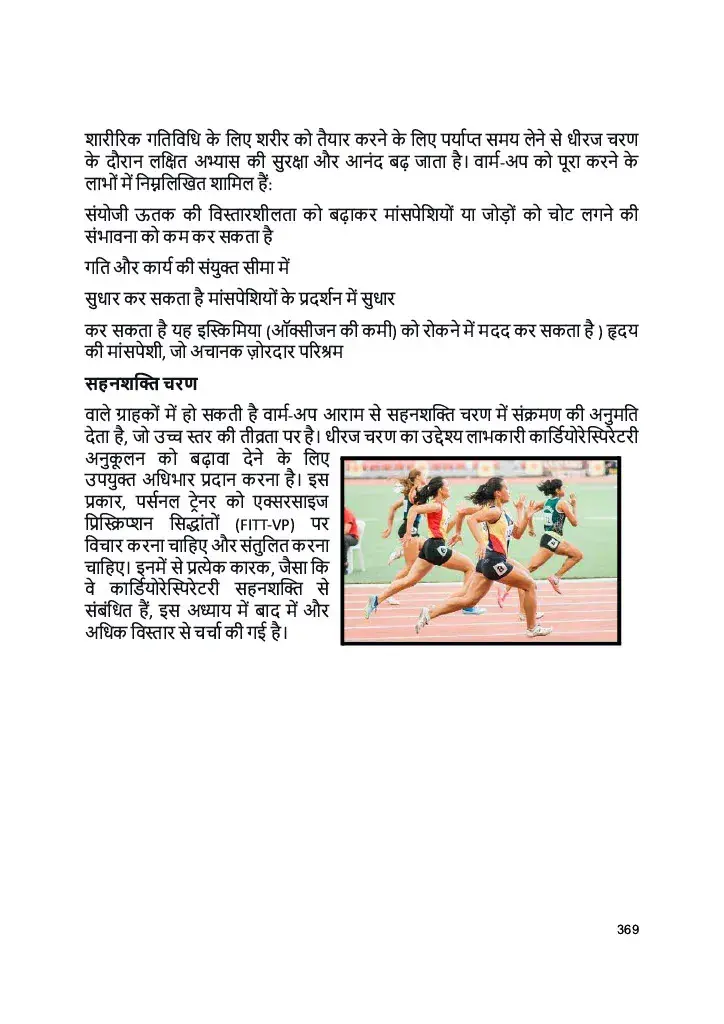 शारीरिक गतिविधि के लिए शरीर को तैयार करने के लिए पर्याप्त समय लेने से धीरज चरण
के दौरान लक्षित अभ्यास की सुरक्षा और आनंद बढ़ जाता है। वार्म-अप को पूरा करने के
लाभों में निम्नलिखित शामिल हैं:
संयोजी ऊतक की विस्तारशीलता को बढ़ाकर मांसपेशियों या जोड़ों को चोट लगने की
संभावना को कम कर सकता है
गति और कार्य की संयुक्त सीमा में
सुधार कर सकता है मांसपेशियों के प्रदर्शन में सुधार
कर सकता है यह इस्किमिया (ऑक्सीजन की कमी) को रोकने में मदद कर सकता है ) हृदय
की मांसपेशी, जो अचानक ज़ोरदार परिश्रम
सहनशक्ति चरण
वाले ग्राहकों में हो सकती है वार्म-अप आराम से सहनशक्ति चरण में संक्रमण की अनुमति
देता है, जो उच्च स्तर की तीव्रता पर है। धीरज चरण का उद्देश्य लाभकारी कार्डियोरेस्पिरेटरी
अनुकूलन को बढ़ावा देने के लिए
उपयुक्त अधिभार प्रदान करना है। इस
प्रकार, पर्सनल ट्रेनर को एक्सरसाइज
प्रिस्क्रिप्शन सिद्धांतों (FITT-VP) पर
विचार करना चाहिए और संतुलित करना
चाहिए। इनमें से प्रत्येक कारक, जैसा कि
वे कार्डियोरेस्पिरेटरी सहनशक्ति से
संबंधित हैं, इस अध्याय में बाद में और
अधिक विस्तार से चर्चा की गई है।
369